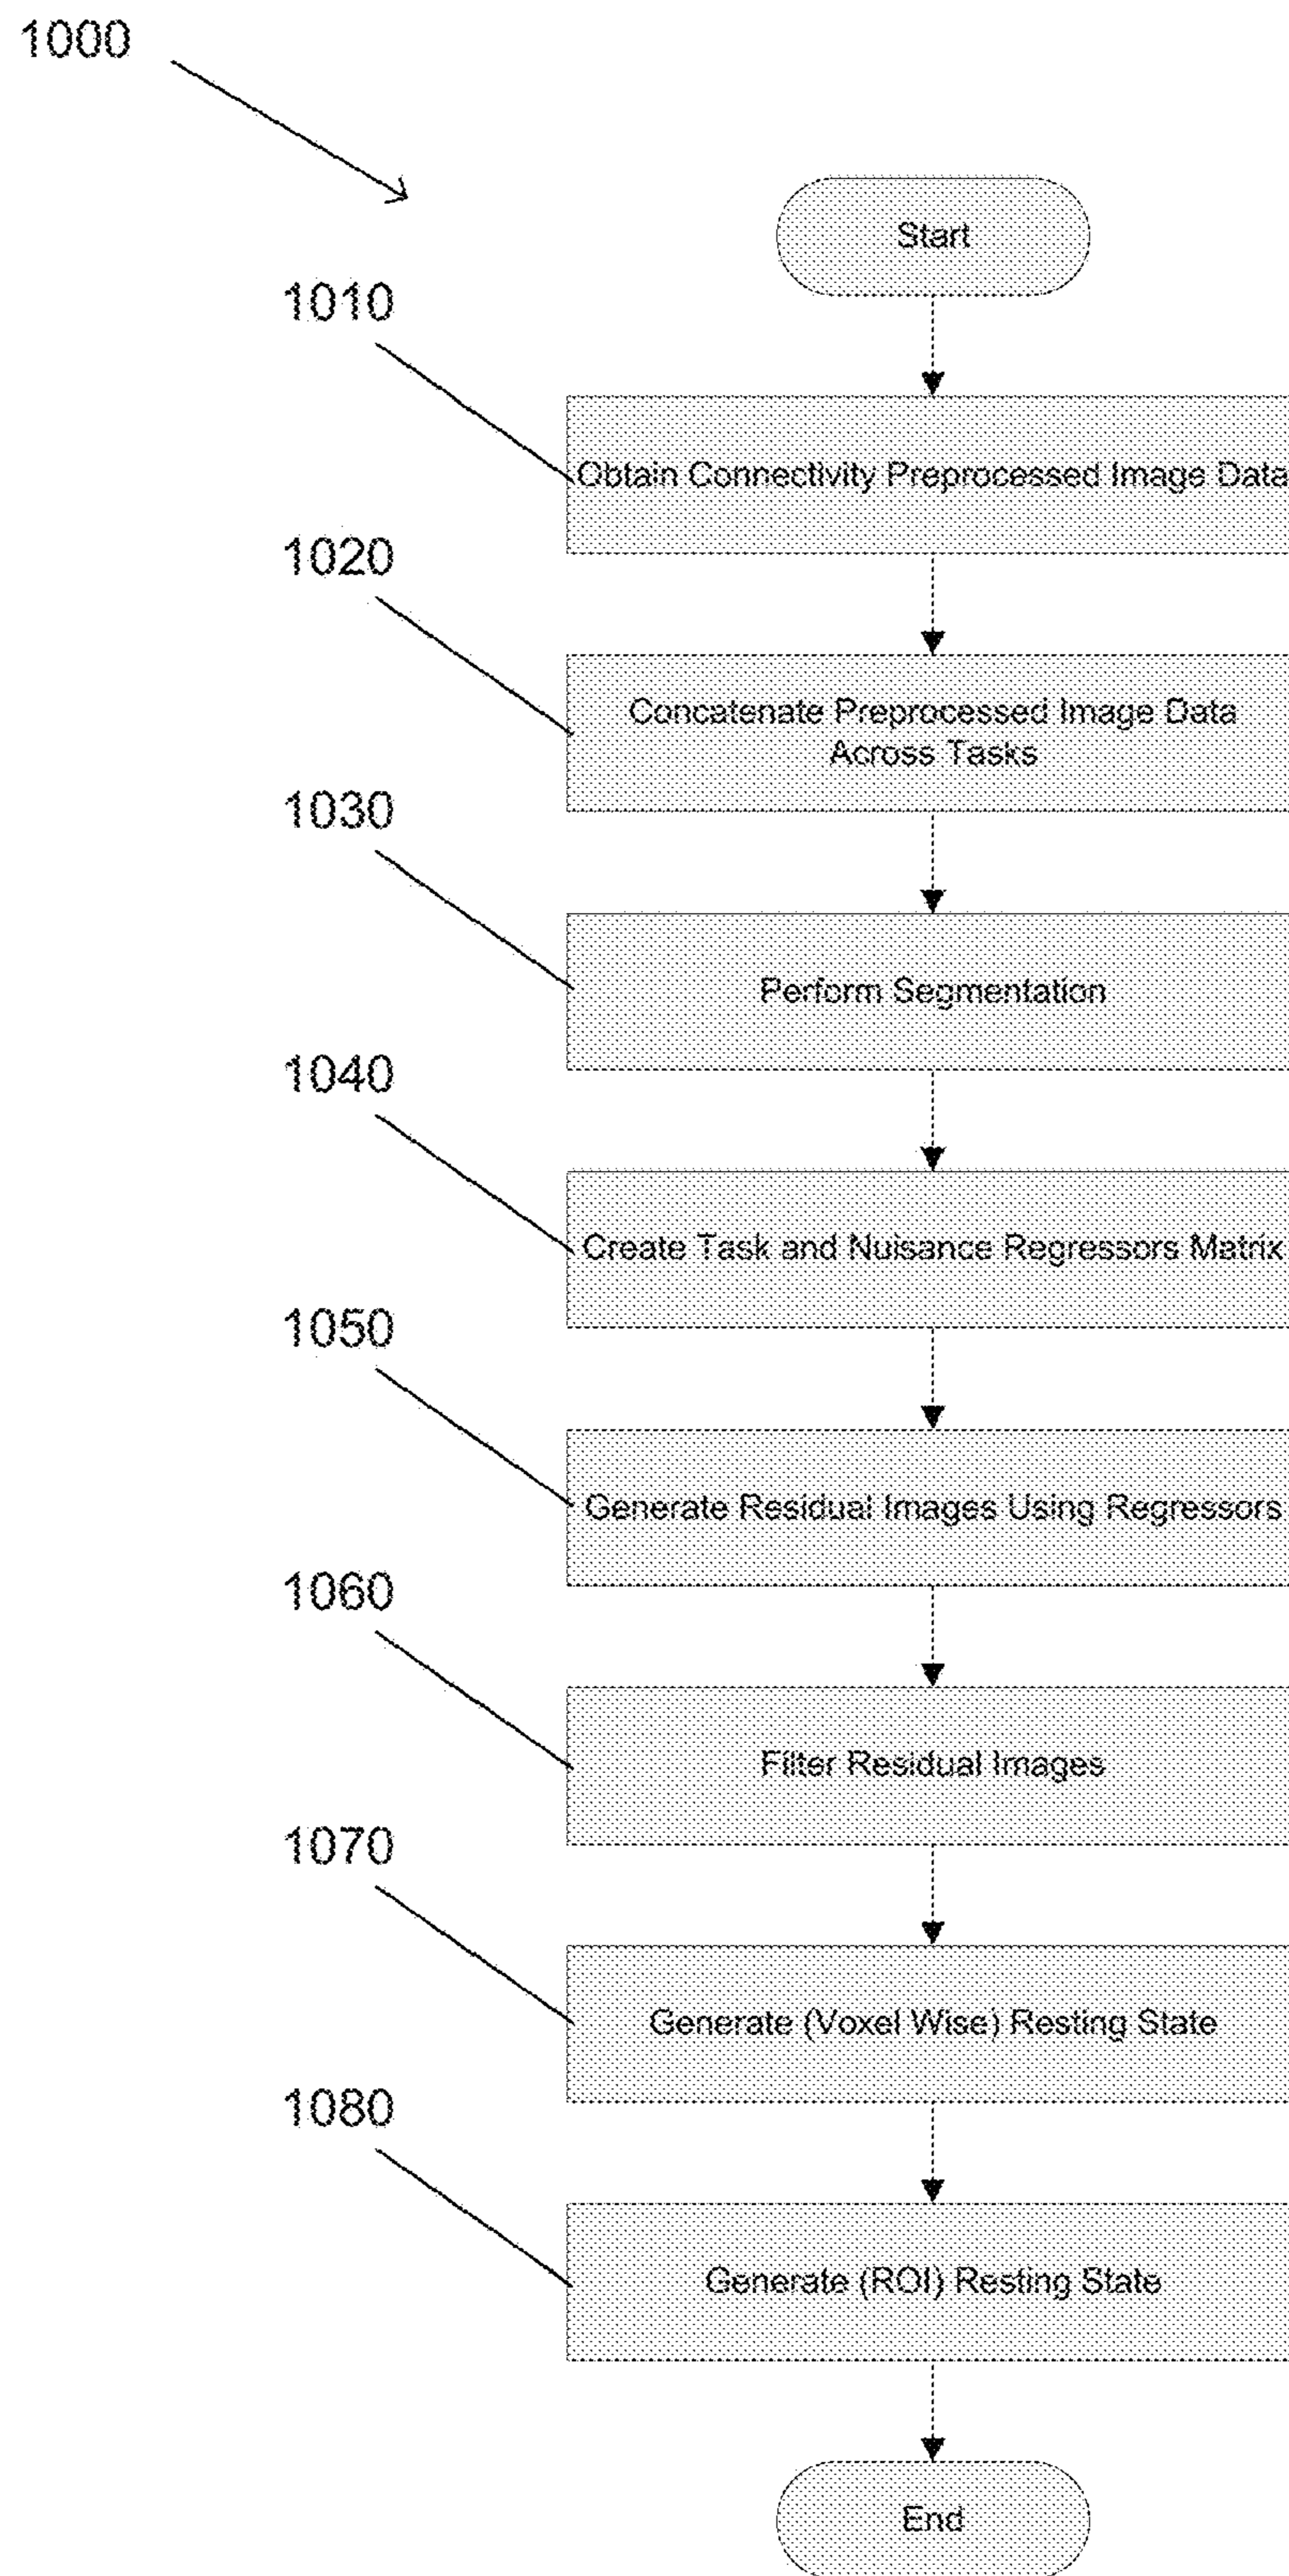 1000
Start
1010
Obtain Connectivity Preprocessed Image Data
1020
Concatenate Preprocessed Image Data
Across Tasks
1030
Perform Segmentation
1040
Create Task and Nuisance Regressors Matrix
1050
Generate Residual Images Using Regressors
1060
Filter Residual Images
1070
Generate (Voxel Wise) Resting State
1080
Generate (ROI) Resting State
End